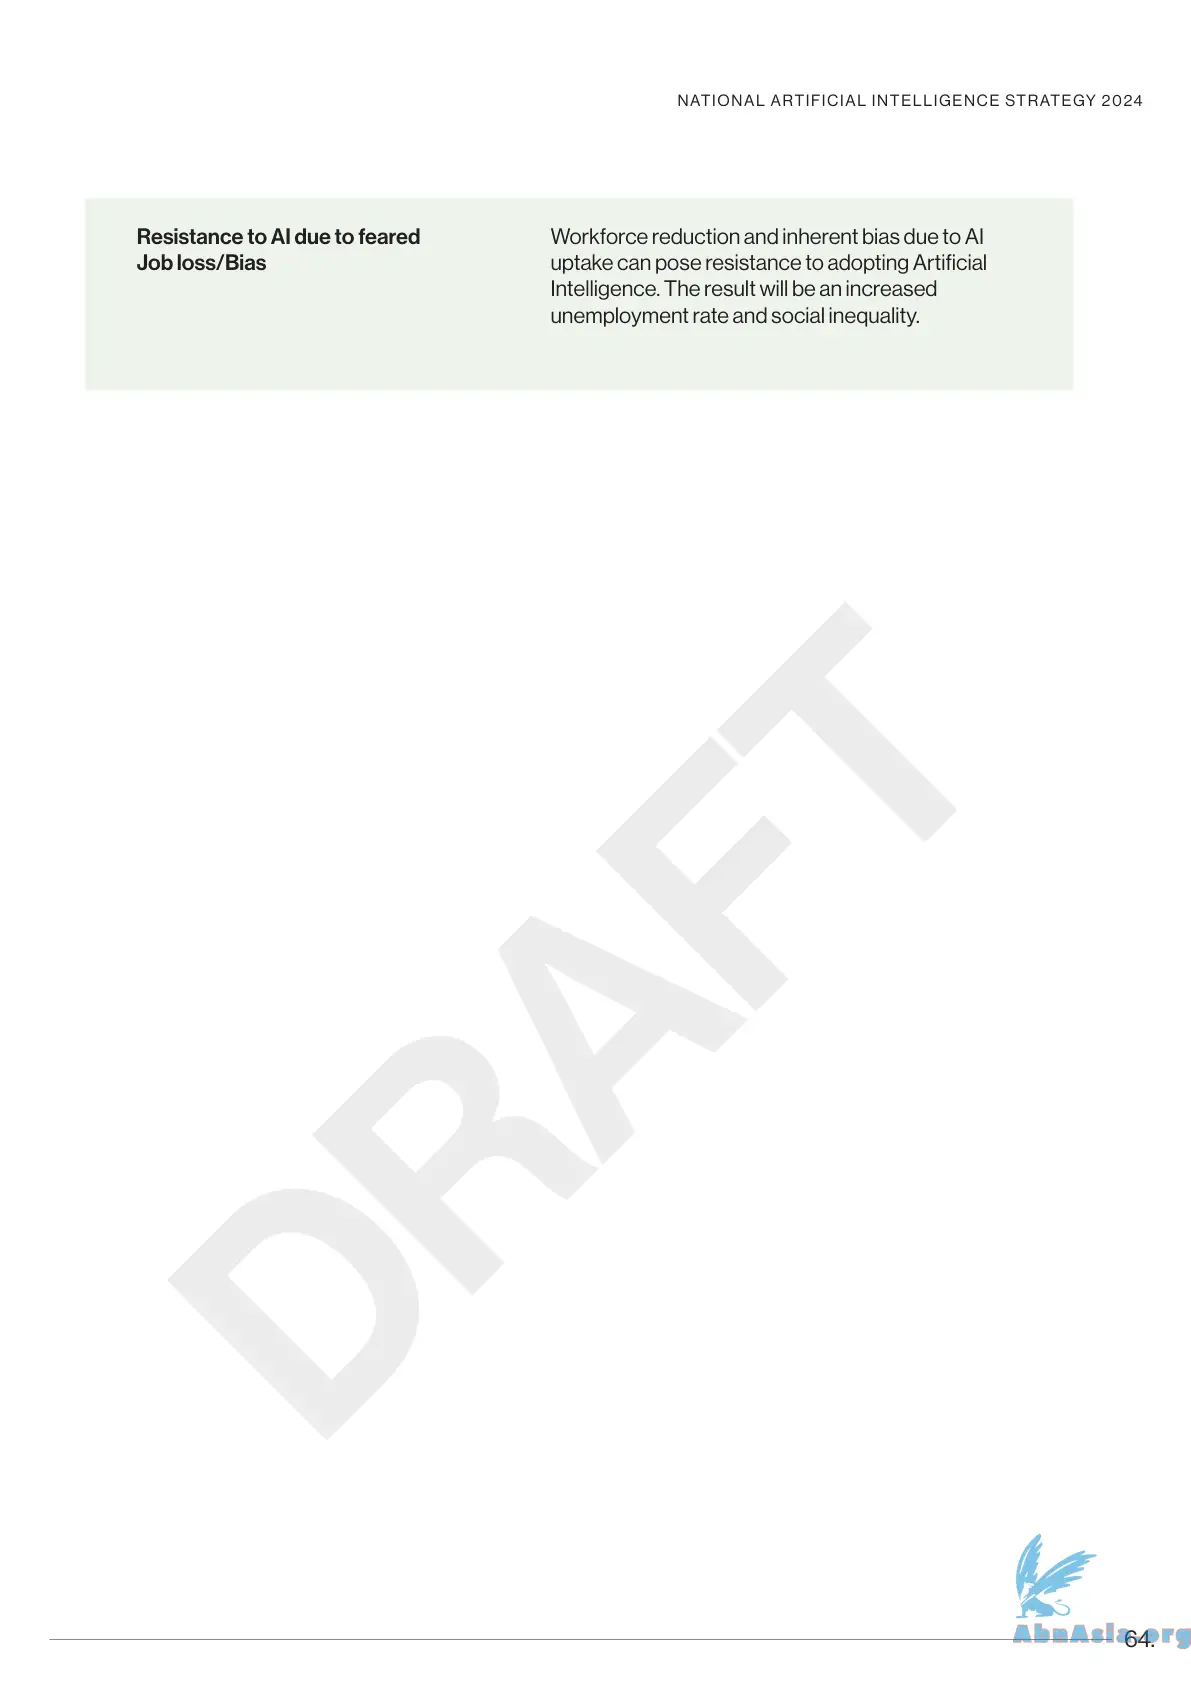 NATIONAL ARTIFICIAL INTELLIGENCE STRATEGY 2024
Resistance to AI due to feared
Job loss/Bias
Workforce reduction and inherent bias due to AI
uptake can pose resistance to adopting Artificial
Intelligence. The result will be an increased
unemployment rate and social inequality.
DRAFT
AbnAsia.org
64.